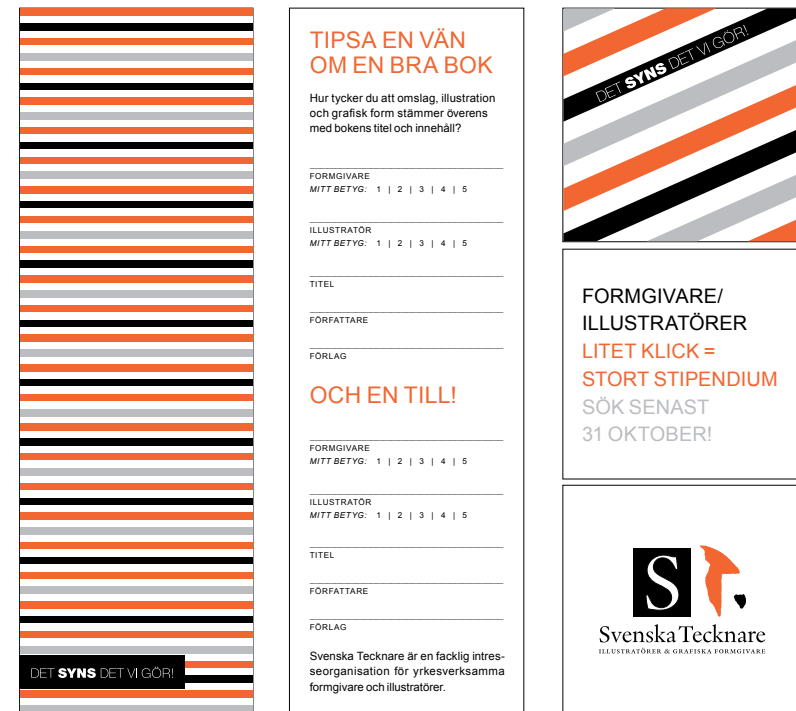 DET SYNS DET VI GÖR!
TIPSA EN VÄN
OM EN BRA BOK
Hur tycker du att omslag, illustration
och grafisk form stämmer överens
med bokens titel och innehåll?
FORMGIVARE
MITT BETYG: 1 | 2 | 3 | 4 | 5
ILLUSTRATÖR
MITT BETYG: 1 | 2 | 3 | 4 | 5
TITEL
FÖRFATTARE
FÖRLAG
OCH EN TILL!
FORMGIVARE
MITT BETYG: 1 | 2 | 3 | 4 | 5
ILLUSTRATÖR
MITT BETYG: 1 | 2 | 3 | 4 | 5
TITEL
FÖRFATTARE
FÖRLAG
Svenska Tecknare är en facklig intres-
seorganisation för yrkesverksamma
formgivare och illustratörer.
DET SYNS DET VI GÖR!
FORMGIVARE/
ILLUSTRATÖRER
LITET KLICK =
STORT STIPENDIUM
SÖK SENAST
31 OKTOBER!
ST
Svenska Tecknare
ILLUSTRATÖRER & GRAFISKA FORMGIVARE